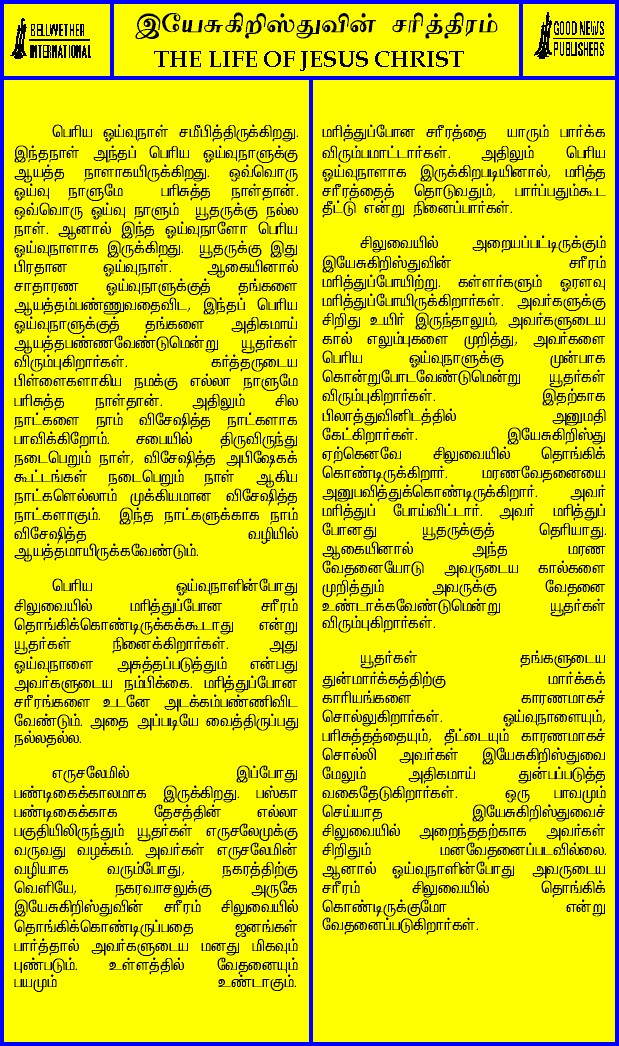 BELLWETHER
INTERNATIONAL
இயேசுகிறிஸ்துவின் சரித்திரம்
THE LIFE OF JESUS CHRIST
GOOD NEWS
PUBLISHERS
பெரிய ஓய்வுநாள் சமீபித்திருக்கிறது.
இந்தநாள் அந்தப் பெரிய ஓய்வுநாளுக்கு
ஆயத்த நாளாகயிருக்கிறது. ஒவ்வொரு
ஓய்வு நாளுமே பரிசுத்த நாள்தான்.
ஒவ்வொரு ஓய்வு நாளும் யூதருக்கு நல்ல
நாள். ஆனால் இந்த ஓய்வுநாளோ பெரிய
ஓய்வுநாளாக இருக்கிறது. யூதருக்கு இது
பிரதான ஓய்வுநாள். ஆகையினால்
சாதாரண ஓய்வுநாளுக்குத் தங்களை
ஆயத்தம்பண்ணுவதைவிட, இந்தப் பெரிய
ஓய்வுநாளுக்குத் தங்களை அதிகமாய்
ஆயத்தபண்ணவேண்டுமென்று யூதர்கள்
விரும்புகிறார்கள். கர்த்தருடைய
பிள்ளைகளாகிய நமக்கு எல்லா நாளுமே
பரிசுத்த நாள்தான். அதிலும் சில
நாட்களை நாம் விசேஷித்த நாட்களாக
பாவிக்கிறோம். சபையில் திருவிருந்து
நடைபெறும் நாள், விசேஷித்த அபிஷேகக்
கூட்டங்கள் நடைபெறும் நாள் ஆகிய
நாட்களெல்லாம் முக்கியமான விசேஷித்த
நாட்களாகும். இந்த நாட்களுக்காக நாம்
விசேஷித்த வழியில்
ஆயத்தமாயிருக்கவேண்டும்.
பெரிய ஓய்வுநாளின்போது
சிலுவையில் மரித்துப்போன சரீரம்
தொங்கிக்கொண்டிருக்கக்கூடாது என்று
யூதர்கள் நினைக்கிறார்கள். அது
ஓய்வுநாளை அசுத்தப்படுத்தும் என்பது
அவர்களுடைய நம்பிக்கை. மரித்துப்போன
சரீரங்களை உடனே அடக்கம்பண்ணிவிட
வேண்டும். அதை அப்படியே வைத்திருப்பது
நல்லதல்ல.
எருசலேமில் இப்போது
பண்டிகைக்காலமாக இருக்கிறது. பஸ்கா
பண்டிகைக்காக தேசத்தின் எல்லா
பகுதியிலிருந்தும் யூதர்கள் எருசலேமுக்கு
வருவது வழக்கம். அவர்கள் எருசலேமின்
வழியாக வரும்போது, நகரத்திற்கு
வெளியே, நகரவாசலுக்கு அருகே
இயேசுகிறிஸ்துவின் சரீரம் சிலுவையில்
தொங்கிக்கொண்டிருப்பதை ஜனங்கள்
பார்த்தால் அவர்களுடைய மனது மிகவும்
புண்படும். உள்ளத்தில் வேதனையும்
பயமும் உண்டாகும்.
மரித்துப்போன சரீரத்தை யாரும் பார்க்க
விரும்பமாட்டார்கள். அதிலும் பெரிய
ஓய்வுநாளாக இருக்கிறபடியினால், மரித்த
சரீரத்தைத் தொடுவதும், பார்ப்பதும்கூட
தீட்டு என்று நினைப்பார்கள்.
சிலுவையில் அறையப்பட்டிருக்கும்
இயேசுகிறிஸ்துவின் சரீரம்
மரித்துப்போயிற்று. கள்ளர்களும் ஓரளவு
மரித்துப்போயிருக்கிறார்கள். அவர்களுக்கு
சிறிது உயிர் இருந்தாலும், அவர்களுடைய
கால் எலும்புகளை முறித்து, அவர்களை
பெரிய ஓய்வுநாளுக்கு முன்பாக
கொன்றுபோடவேண்டுமென்று யூதர்கள்
விரும்புகிறார்கள். இதற்காக
பிலாத்துவினிடத்தில் அனுமதி
கேட்கிறார்கள். இயேசுகிறிஸ்து
ஏற்கெனவே சிலுவையில் தொங்கிக்
கொண்டிருக்கிறார். மரணவேதனையை
அனுபவித்துக்கொண்டிருக்கிறார். அவர்
மரித்துப் போய்விட்டார். அவர் மரித்துப்
போனது யூதருக்குத் தெரியாது.
ஆகையினால் அந்த மரண
வேதனையோடு அவருடைய கால்களை
முறித்தும் அவருக்கு வேதனை
உண்டாக்கவேண்டுமென்று யூதர்கள்
விரும்புகிறார்கள்.
யூதர்கள் தங்களுடைய
துன்மார்க்கத்திற்கு மார்க்கக்
காரியங்களை காரணமாகச்
சொல்லுகிறார்கள். ஓய்வுநாளையும்,
பரிசுத்தத்தையும், தீட்டையும் காரணமாகச்
சொல்லி அவர்கள் இயேசுகிறிஸ்துவை
மேலும் அதிகமாய் துன்பப்படுத்த
வகைதேடுகிறார்கள். ஒரு பாவமும்
செய்யாத இயேசுகிறிஸ்துவைச்
சிலுவையில் அறைந்ததற்காக அவர்கள்
சிறிதும் மனவேதனைப்படவில்லை.
ஆனால் ஓய்வுநாளின்போது அவருடைய
சரீரம் சிலுவையில் தொங்கிக்
கொண்டிருக்குமோ என்று
வேதனைப்படுகிறார்கள்.